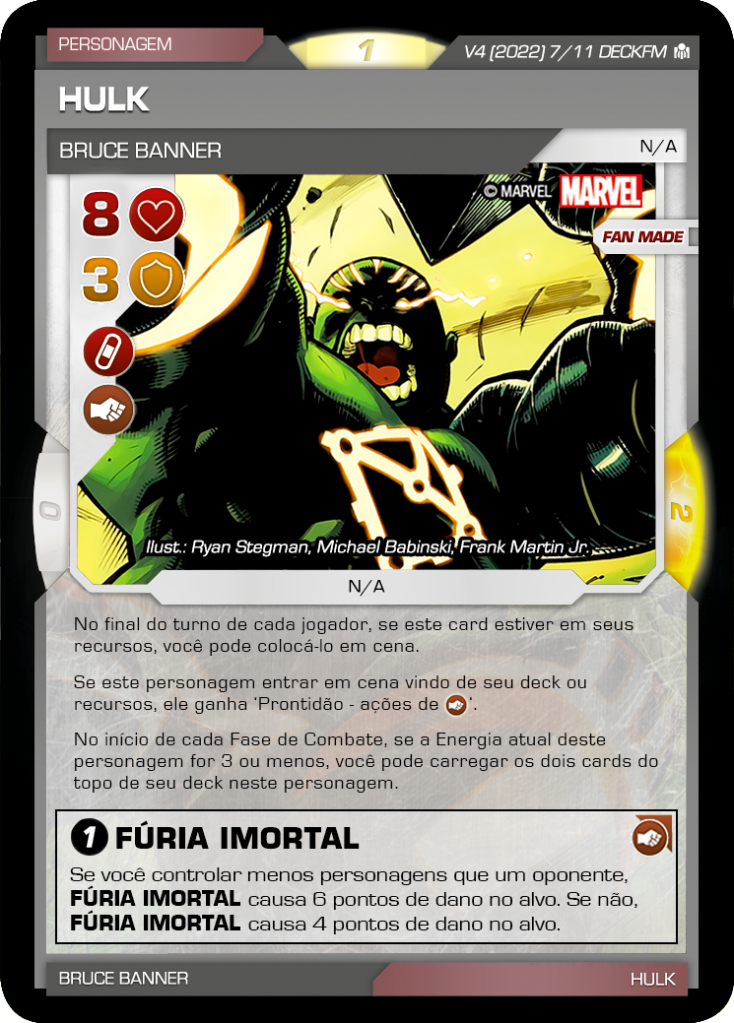 PERSONAGEM
1
V4 (2022) 7/11 DECKFM
HULK
BRUCE BANNER
N/A
© MARVEL MARVEL
8
FAN MADE
3
0
2
Ilust.: Ryan Stegman, Michael Babinski, Frank Martin Jr.
N/A
No final do turno de cada jogador, se este card estiver em seus
recursos, você pode colocá-lo em cena.
Se este personagem entrar em cena vindo de seu deck ou
recursos, ele ganha 'Prontidão - ações de '.
No início de cada Fase de Combate, se a Energia atual deste
personagem for 3 ou menos, você pode carregar os dois cards do
topo de seu deck neste personagem.
1 FÚRIA IMORTAL
Se você controlar menos personagens que um oponente,
FÚRIA IMORTAL causa 6 pontos de dano no alvo. Se não,
FÚRIA IMORTAL causa 4 pontos de dano no alvo.
BRUCE BANNER
HULK